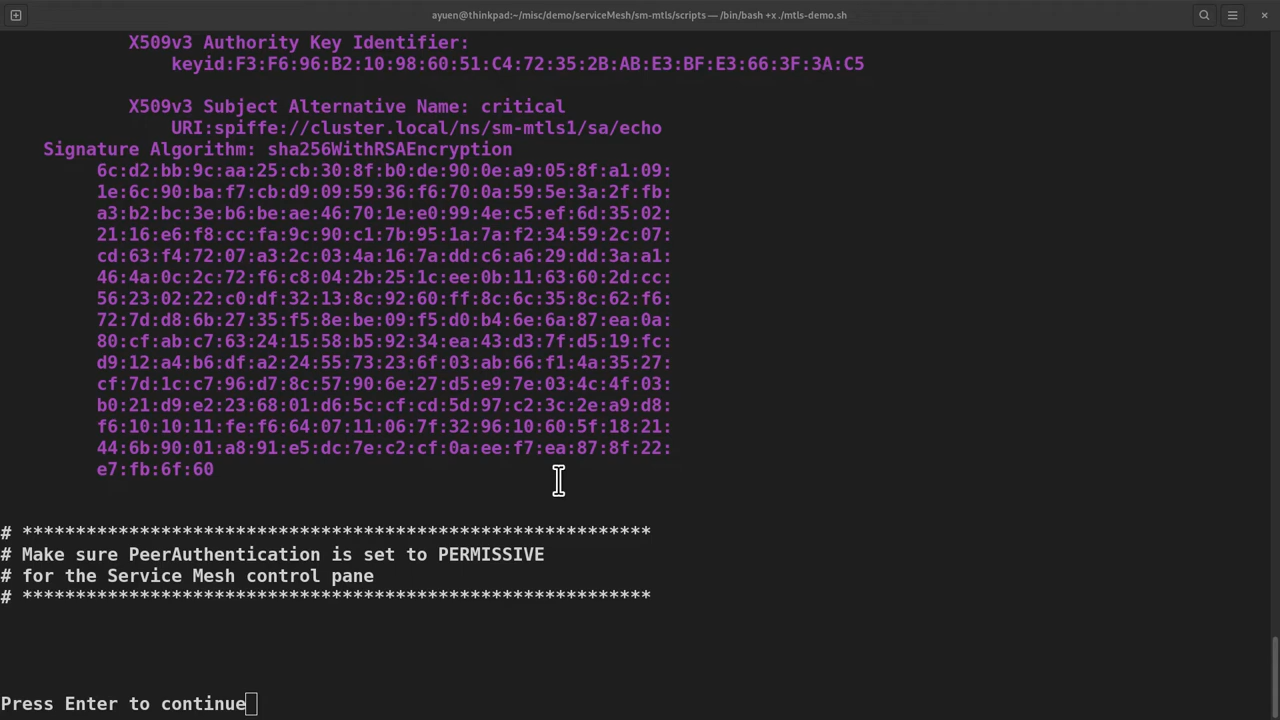 ayuen@thinkpad:~/misc/demo/serviceMesh/sm-mtls/scripts — /bin/bash +x ./mtls-demo.sh
X509v3 Authority Key Identifier:
keyid:F3:F6:96:B2:10:98:60:51:C4:72:35:2B:AB:E3:BF:E3:66:3F:3A:C5
X509v3 Subject Alternative Name: critical
URI:spiffe://cluster.local/ns/sm-mtls1/sa/echo
Signature Algorithm: sha256WithRSAEncryption
6c:d2:bb:9c:aa:25:cb:30:8f:b0:de:90:0e:a9:05:8f:a1:09:
1e:6c:90:ba:f7:cb:d9:09:59:36:f6:70:0a:59:5e:3a:2f:fb:
a3:b2:bc:3e:b6:be:ae:46:70:1e:e0:99:4e:c5:ef:6d:35:02:
21:16:e6:f8:cc:fa:9c:90:c1:7b:95:1a:7a:f2:34:59:2c:07:
cd:63:f4:72:07:a3:2c:03:4a:16:7a:dd:c6:a6:29:dd:3a:a1:
46:4a:0c:2c:72:f6:c8:04:2b:25:1c:ee:0b:11:63:60:2d:cc:
56:23:02:22:c0:df:32:13:8c:92:60:ff:8c:6c:35:8c:62:f6:
72:7d:d8:6b:27:35:f5:8e:be:09:f5:d0:b4:6e:6a:87:ea:0a:
80:cf:ab:c7:63:24:15:58:b5:92:34:ea:43:d3:7f:d5:19:fc:
d9:12:a4:b6:df:a2:24:55:73:23:6f:03:ab:66:f1:4a:35:27:
cf:7d:1c:c7:96:d7:8c:57:90:6e:27:d5:e9:7e:03:4c:4f:03:
b0:21:d9:e2:23:68:01:d6:5c:cf:cd:5d:97:c2:3c:2e:a9:d8:
f6:10:10:11:fe:f6:64:07:11:06:7f:32:96:10:60:5f:18:21:
44:6b:90:01:a8:91:e5:dc:7e:c2:cf:0a:ee:f7:ea:87:8f:22:
e7:fb:6f:60
# ***********************************************************
# Make sure PeerAuthentication is set to PERMISSIVE
# for the Service Mesh control pane
# ***********************************************************
Press Enter to continue